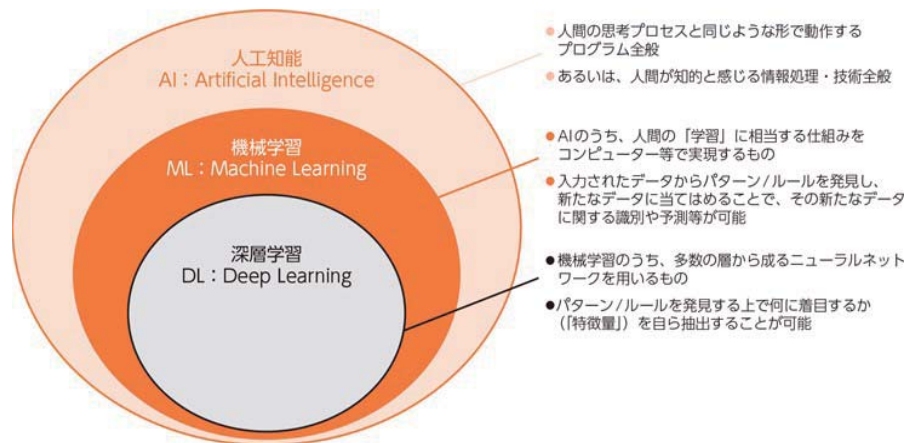 人工知能
AI：Artificial Intelligence
機械学習
ML：Machine Learning
深層学習
DL：Deep Learning
●人間の思考プロセスと同じような形で動作する
プログラム全般
●あるいは、人間が知的と感じる情報処理・技術全般
●AIのうち、人間の「学習」に相当する仕組みを
コンピューター等で実現するもの
●入力されたデータからパターン/ルールを発見し、
新たなデータに当てはめることで、その新たなデータ
に関する識別や予測等が可能
●機械学習のうち、多数の層から成るニューラルネット
ワークを用いるもの
●パターン/ルールを発見する上で何に着目するか
（「特徴量」）を自ら抽出することが可能